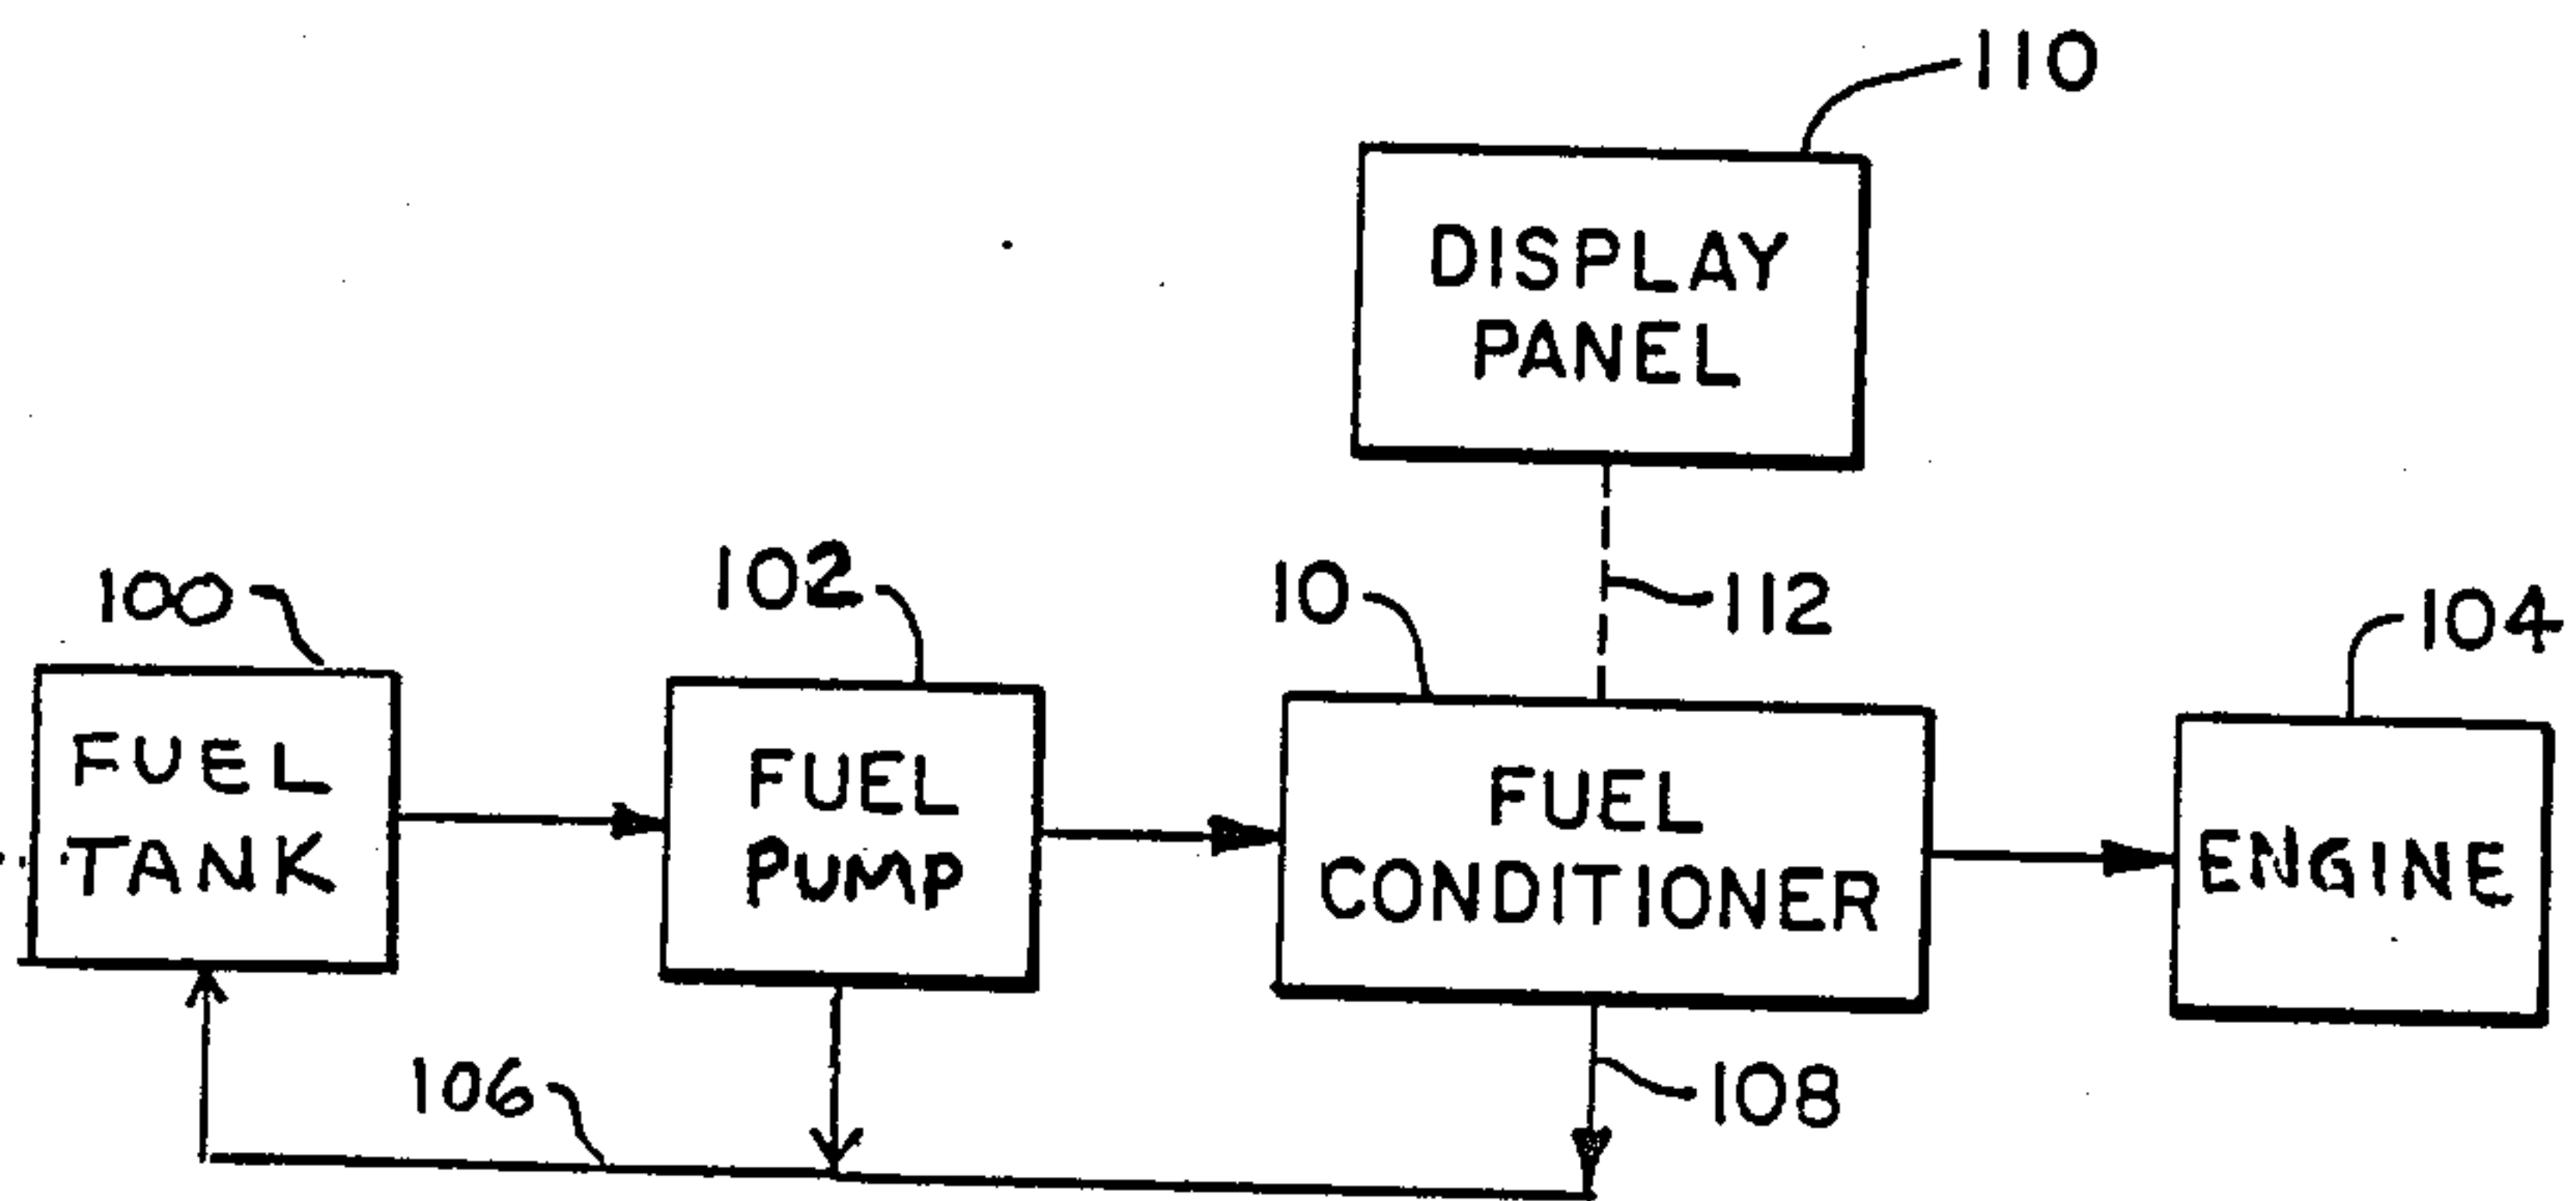 110
DISPLAY
PANEL
100
102
10
112
104
FUEL
TANK
FUEL
PUMP
FUEL
CONDITIONER
ENGINE
106
108